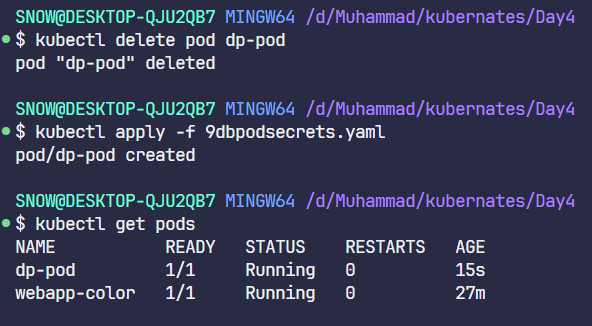 SNOW@DESKTOP-QJU2QB7 MINGW64 /d/Muhammad/kubernates/Day4
$ kubectl delete pod dp-pod
pod "dp-pod" deleted
SNOW@DESKTOP-QJU2QB7 MINGW64 /d/Muhammad/kubernates/Day4
$ kubectl apply -f 9dbpodsecrets.yaml
pod/dp-pod created
SNOW@DESKTOP-QJU2QB7 MINGW64 /d/Muhammad/kubernates/Day4
$ kubectl get pods
NAME READY STATUS RESTARTS AGE
dp-pod 1/1 Running 0 15s
webapp-color 1/1 Running 0 27m